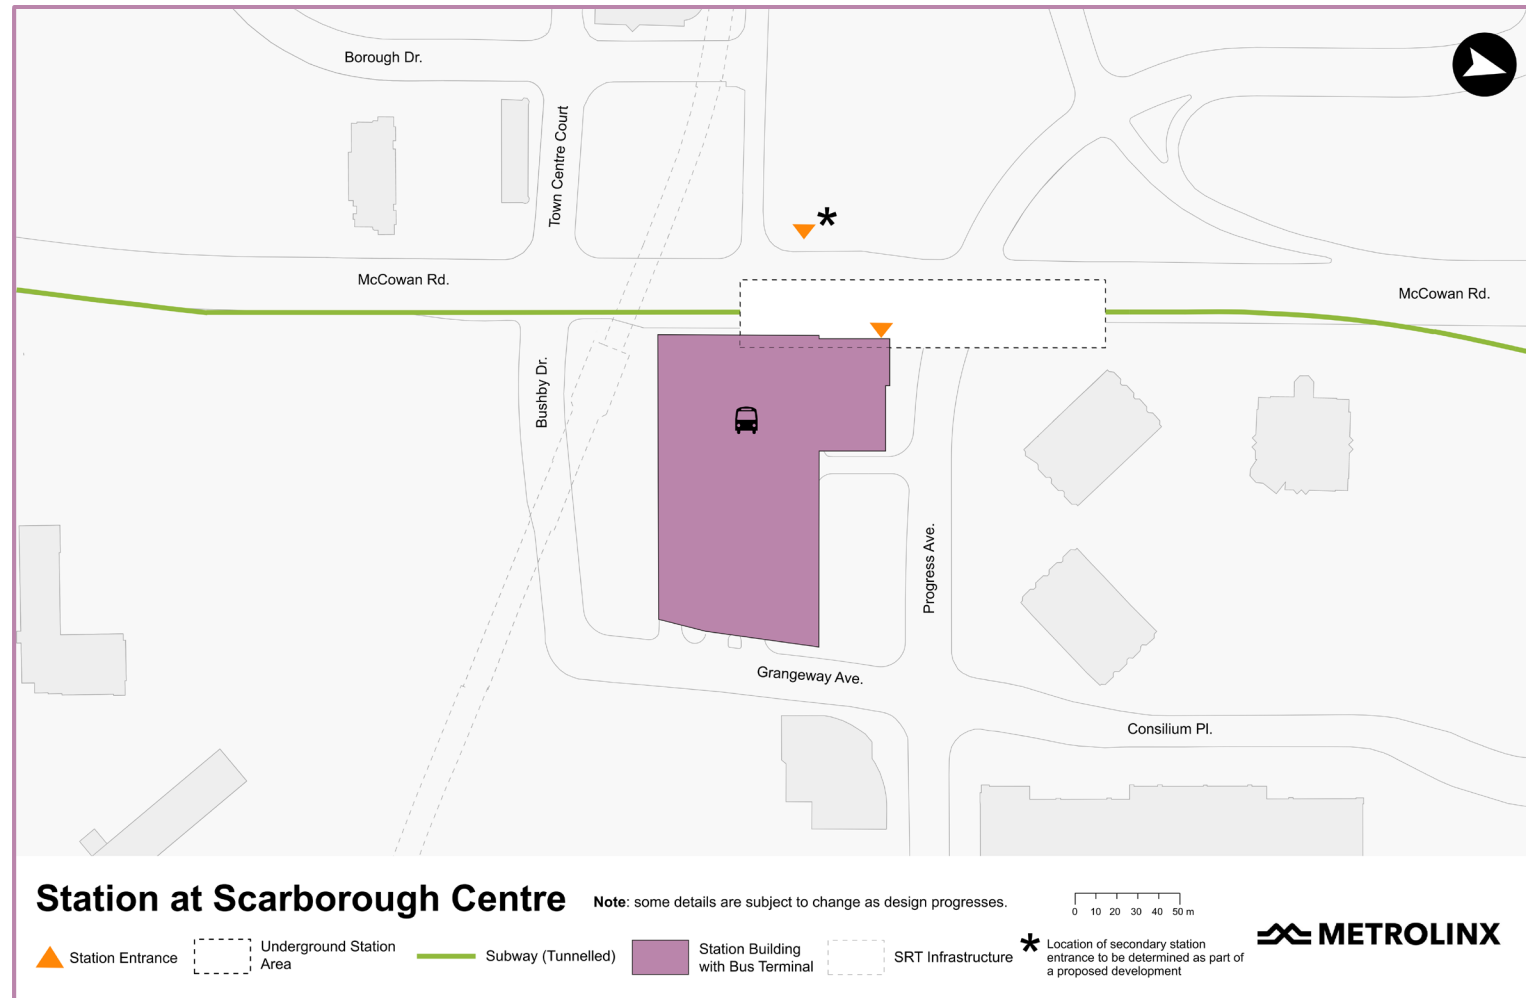 Borough Dr.
Town Centre Court
*
McCowan Rd.
McCowan Rd.
Bushby Dr.
Progress Ave.
Grangeway Ave.
Consilium Pl.
Station at Scarborough Centre
Note: some details are subject to change as design progresses.
0 10 20 30 40 50 m
METROLINX
Station Entrance
Underground Station
Area
Subway (Tunnelled)
Station Building
with Bus Terminal
SRT Infrastructure
* Location of secondary station
entrance to be determined as part of
a proposed development